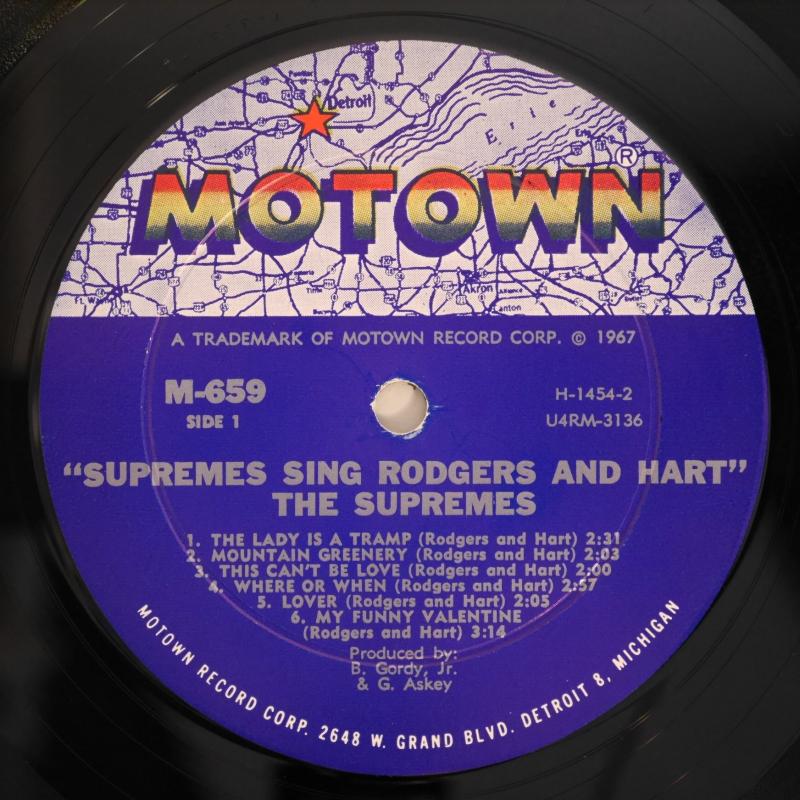 Detroit
Erie
®
MOTOWN
Ft. W
Akron
Alliance
anton
A TRADEMARK OF MOTOWN RECORD CORP. © 1967
M-659
H-1454-2
SIDE 1
U4RM-3136
"SUPREMES SING RODGERS AND HART"
THE SUPREMES
1. THE LADY IS A TRAMP (Rodgers and Hart) 2:31
2. MOUNTAIN GREENERY (Rodgers and Hart) 2:03
3. THIS CAN'T BE LOVE (Rodgers and Hart) 2:00
4. WHERE OR WHEN (Rodgers and Hart) 2:57
5. LOVER (Rodgers and Hart) 2:05
6. MY FUNNY VALENTINE
(Rodgers and Hart) 3:14
Produced by:
B. Gordy, Jr.
& G. Askey
MOTOWN RECORD CORP. 2648 W. GRAND BLVD. DETROIT 8, MICHIGAN